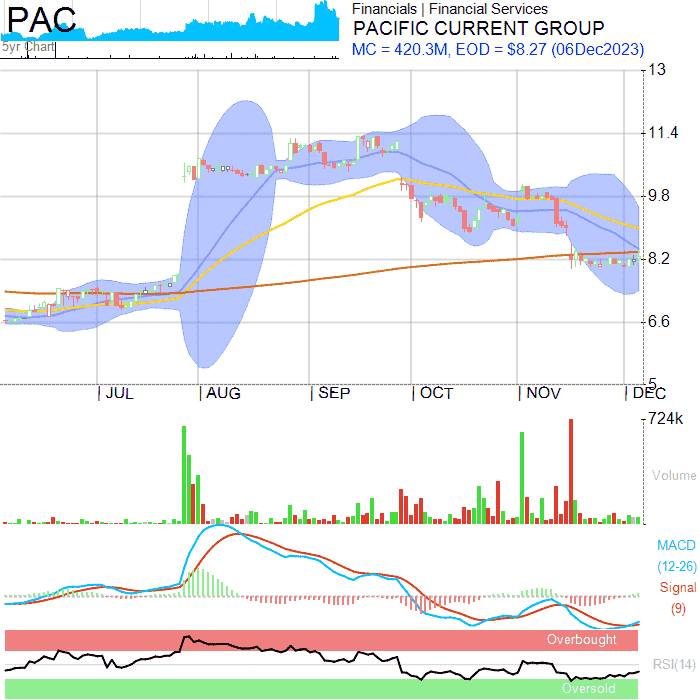 PAC
5yr Chart
Financials | Financial Services
PACIFIC CURRENT GROUP
MC = 420.3M, EOD = $8.27 (06Dec2023)
13
11.4
9.8
8.2
6.6
5
JUL
AUG
SEP
OCT
NOV
DEC
724k
Volume
MACD
(12-26)
Signal
(9)
Overbought
RSI(14)
Oversold